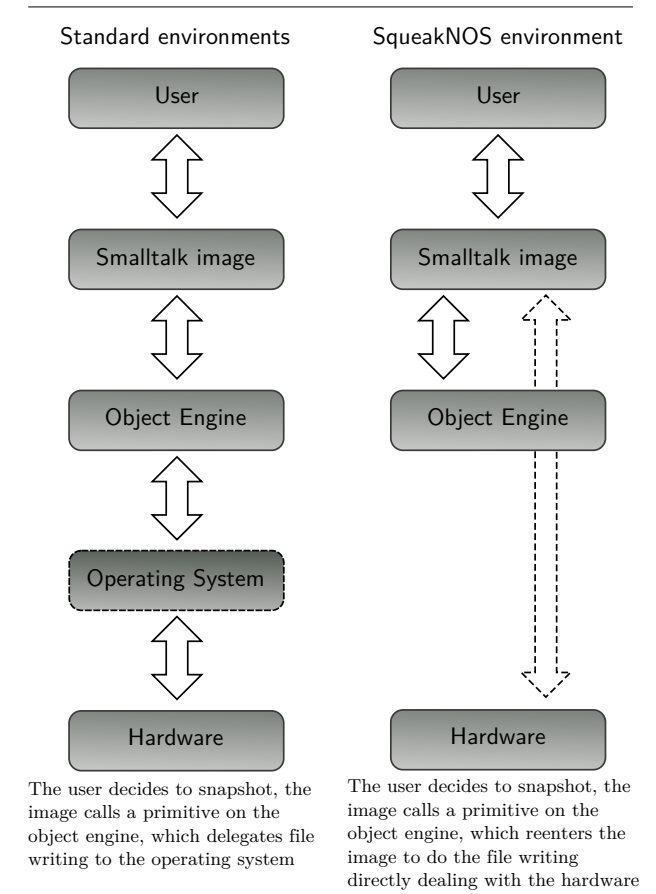 Standard environments
User
Smalltalk image
Object Engine
Operating System
Hardware
The user decides to snapshot, the
image calls a primitive on the
object engine, which delegates file
writing to the operating system
SqueakNOS environment
User
Smalltalk image
Object Engine
Hardware
The user decides to snapshot, the
image calls a primitive on the
object engine, which reenters the
image to do the file writing
directly dealing with the hardware